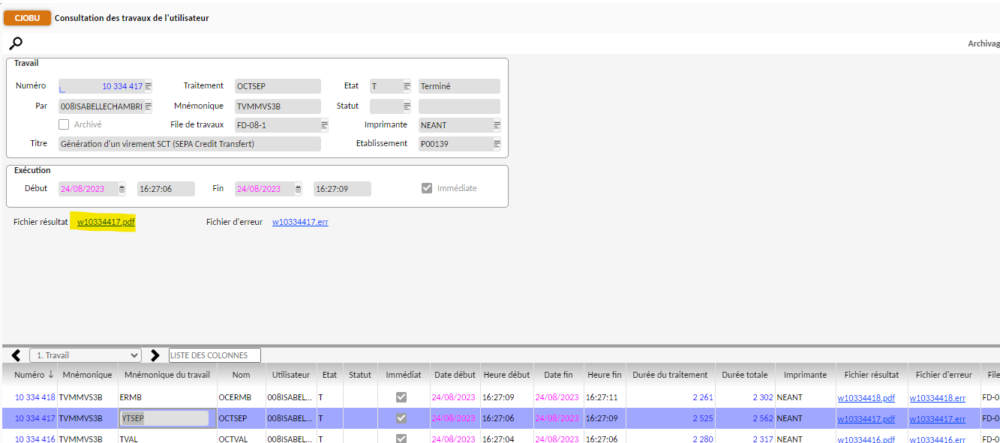 CJOBU Consultation des travaux de l'utilisateur
Archivag
Travail
Numéro 10 334 417 Traitement OCTSEP Etat T Terminé
Par 008ISABELLECHAMBRI Mnémonique TVMMVS3B Statut
Archivé File de travaux FD-08-1 Imprimante NEANT
Titre Génération d'un virement SCT (SEPA Credit Transfert) Etablissement P00139
Exécution
Début 24/08/2023 16:27:06 Fin 24/08/2023 16:27:09 Immédiate
Fichier résultat w10334417.pdf Fichier d'erreur w10334417.err
1. Travail LISTE DES COLONNES
Numéro ↓ Mnémonique Mnémonique du travail Nom Utilisateur Etat Statut Immédiat Date début Heure début Date fin Heure fin Durée du traitement Durée totale Imprimante Fichier résultat Fichier d'erreur File
10 334 418 TVMMVS3B ERMB OCERMB 008ISABEL... T 24/08/2023 16:27:09 24/08/2023 16:27:11 2 261 2 302 NEANT w10334418.pdf w10334418.err FD-0
10 334 417 TVMMVS3B YTSEP OCTSEP 008ISABEL... T 24/08/2023 16:27:06 24/08/2023 16:27:09 2 525 2 562 NEANT w10334417.pdf w10334417.err FD-0
10 334 416 TVMMVS3B TVAL OCTVAL 008ISABEL... T 24/08/2023 16:27:04 24/08/2023 16:27:06 2 280 2 317 NEANT w10334416.pdf w10334416.err FD-0